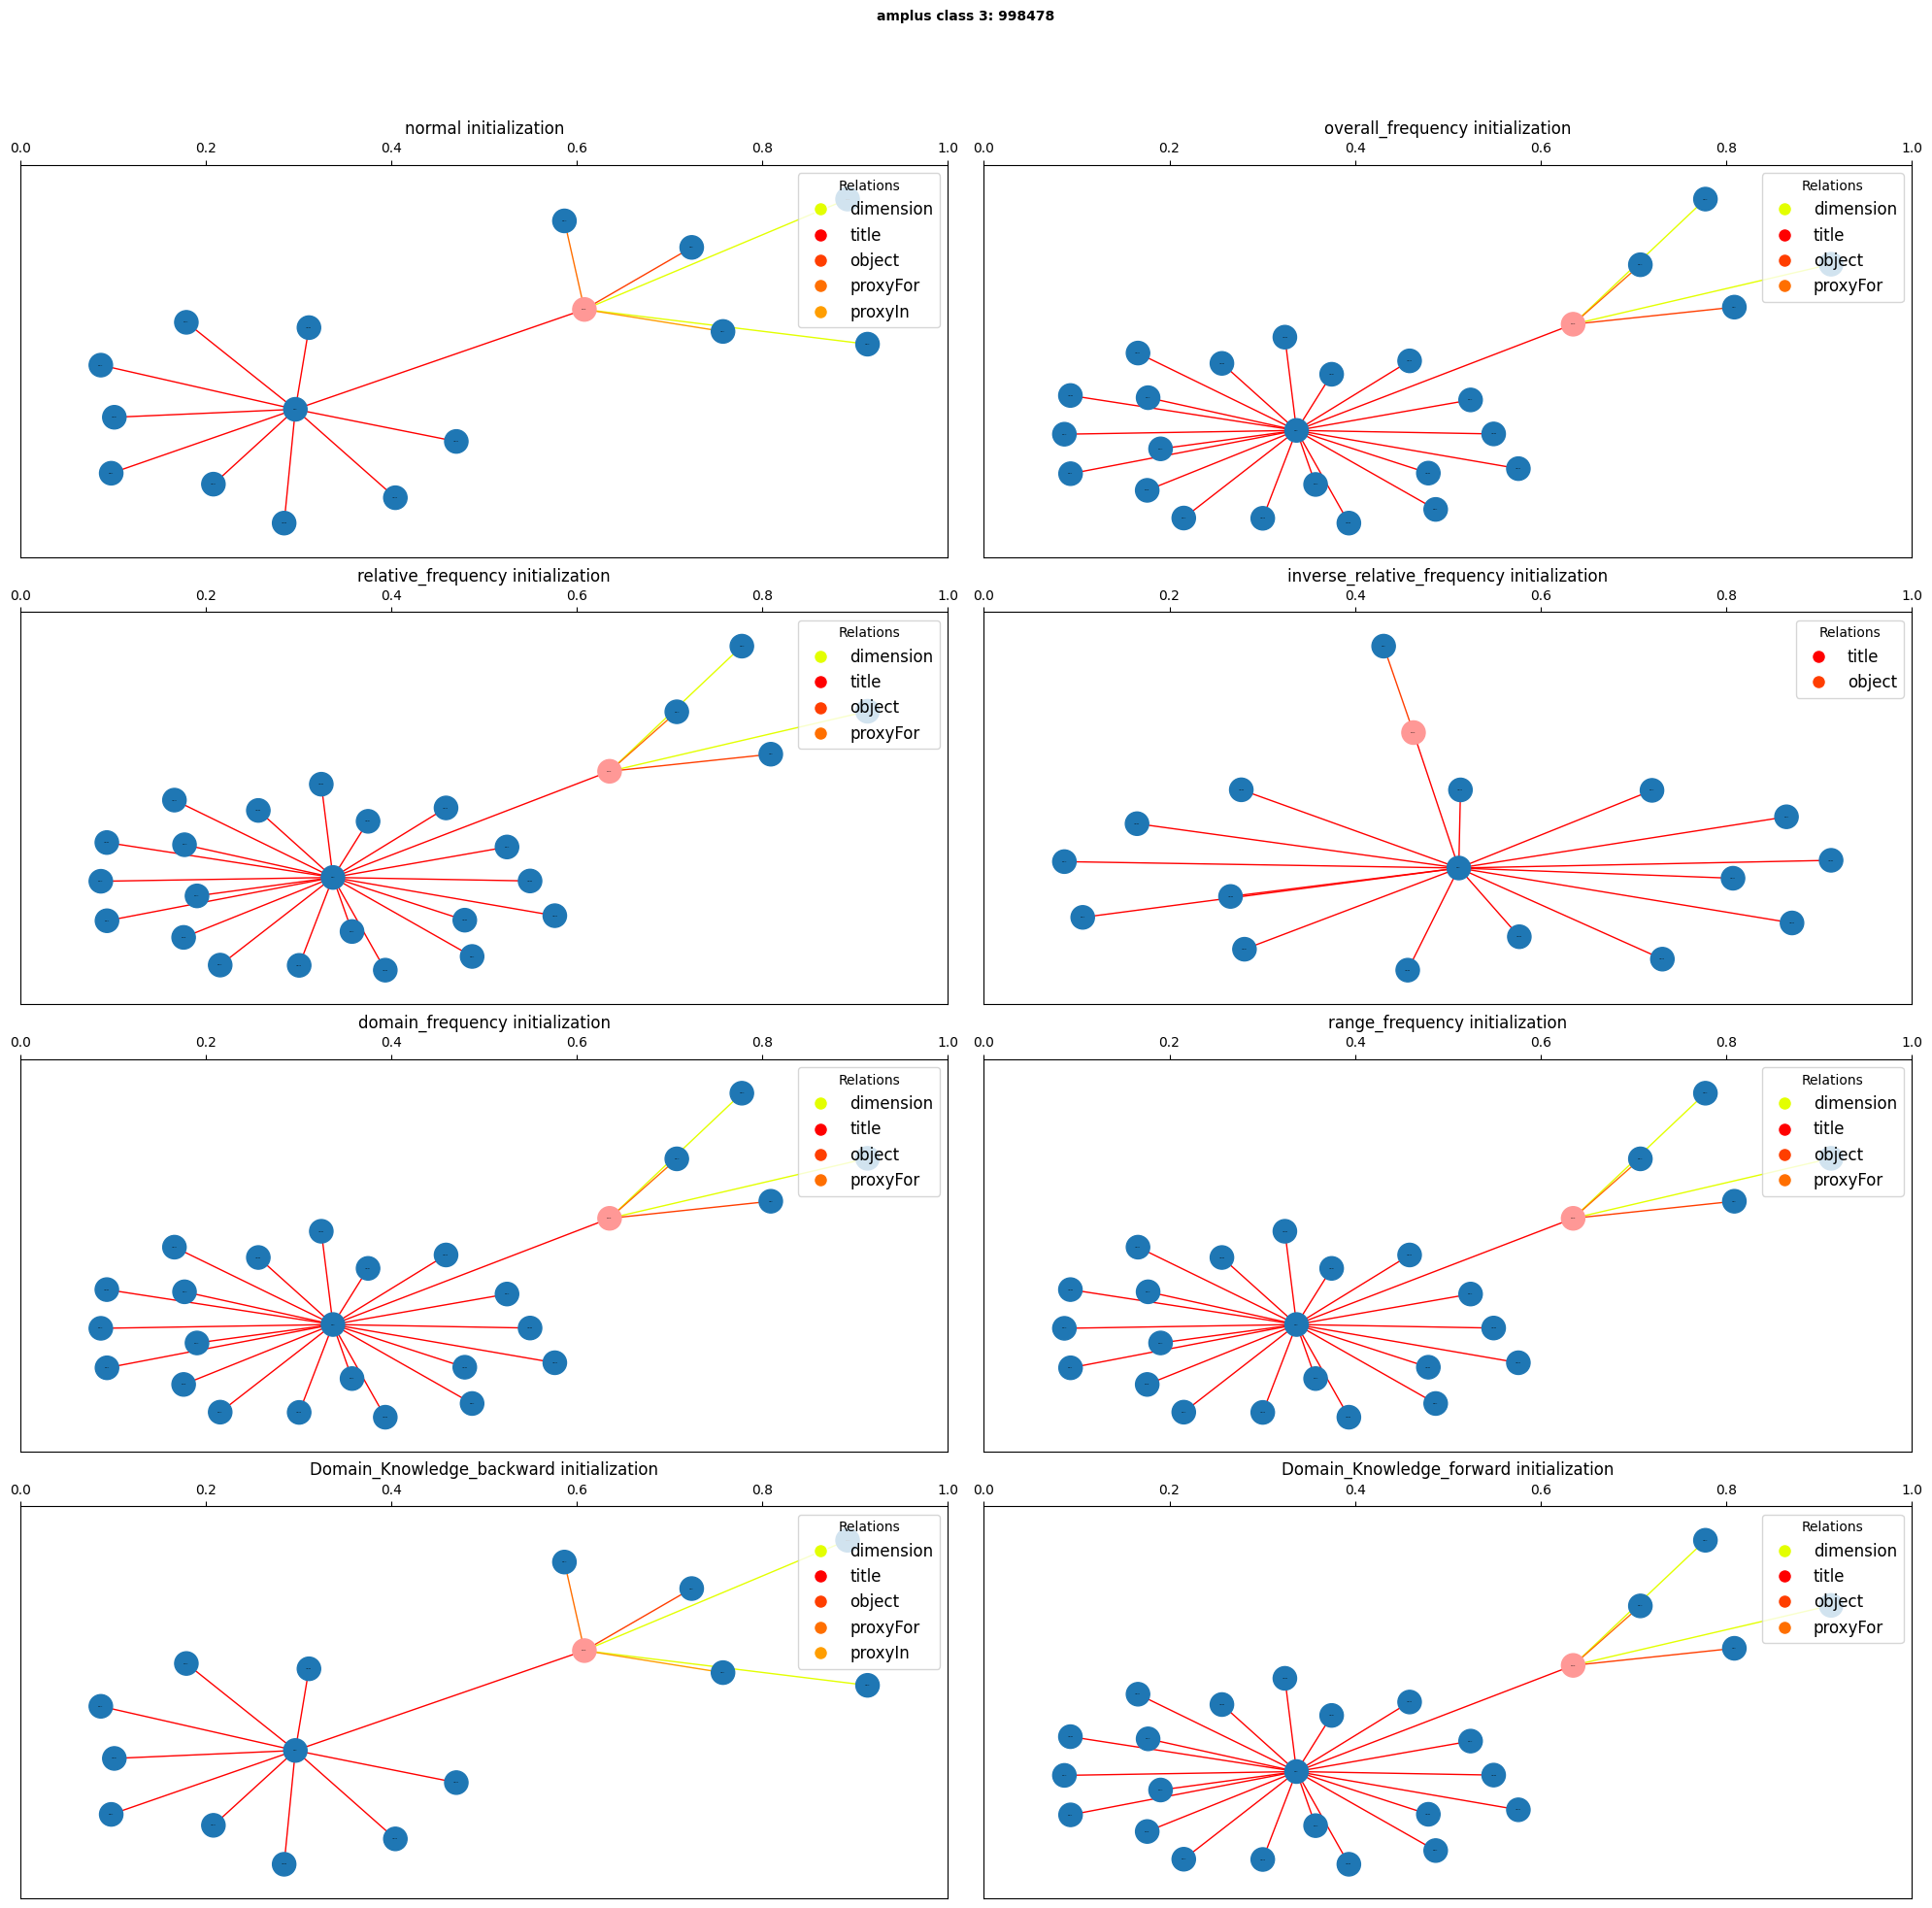 amplus class 3: 998478
normal initialization
0.0 0.2 0.4 0.6 0.8 1.0
Relations
dimension
title
object
proxyFor
proxyIn
overall_frequency initialization
0.0 0.2 0.4 0.6 0.8 1.0
Relations
dimension
title
object
proxyFor
relative_frequency initialization
0.0 0.2 0.4 0.6 0.8 1.0
Relations
dimension
title
object
proxyFor
inverse_relative_frequency initialization
0.0 0.2 0.4 0.6 0.8 1.0
Relations
title
object
domain_frequency initialization
0.0 0.2 0.4 0.6 0.8 1.0
Relations
dimension
title
object
proxyFor
range_frequency initialization
0.0 0.2 0.4 0.6 0.8 1.0
Relations
dimension
title
object
proxyFor
Domain_Knowledge_backward initialization
0.0 0.2 0.4 0.6 0.8 1.0
Relations
dimension
title
object
proxyFor
proxyIn
Domain_Knowledge_forward initialization
0.0 0.2 0.4 0.6 0.8 1.0
Relations
dimension
title
object
proxyFor